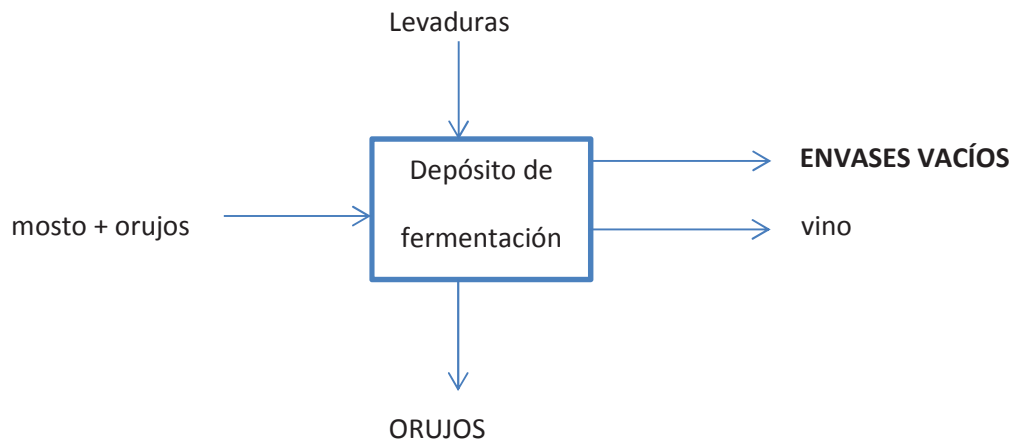 Levaduras
Depósito de
fermentación
mosto + orujos
ENVASES VACÍOS
vino
ORUJOS